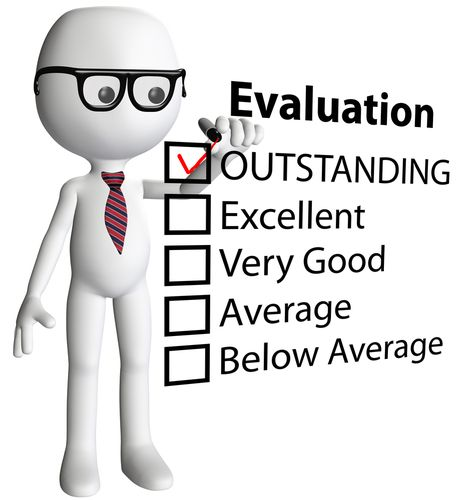 Evaluation
OUTSTANDING
Excellent
Very Good
Average
Below Average